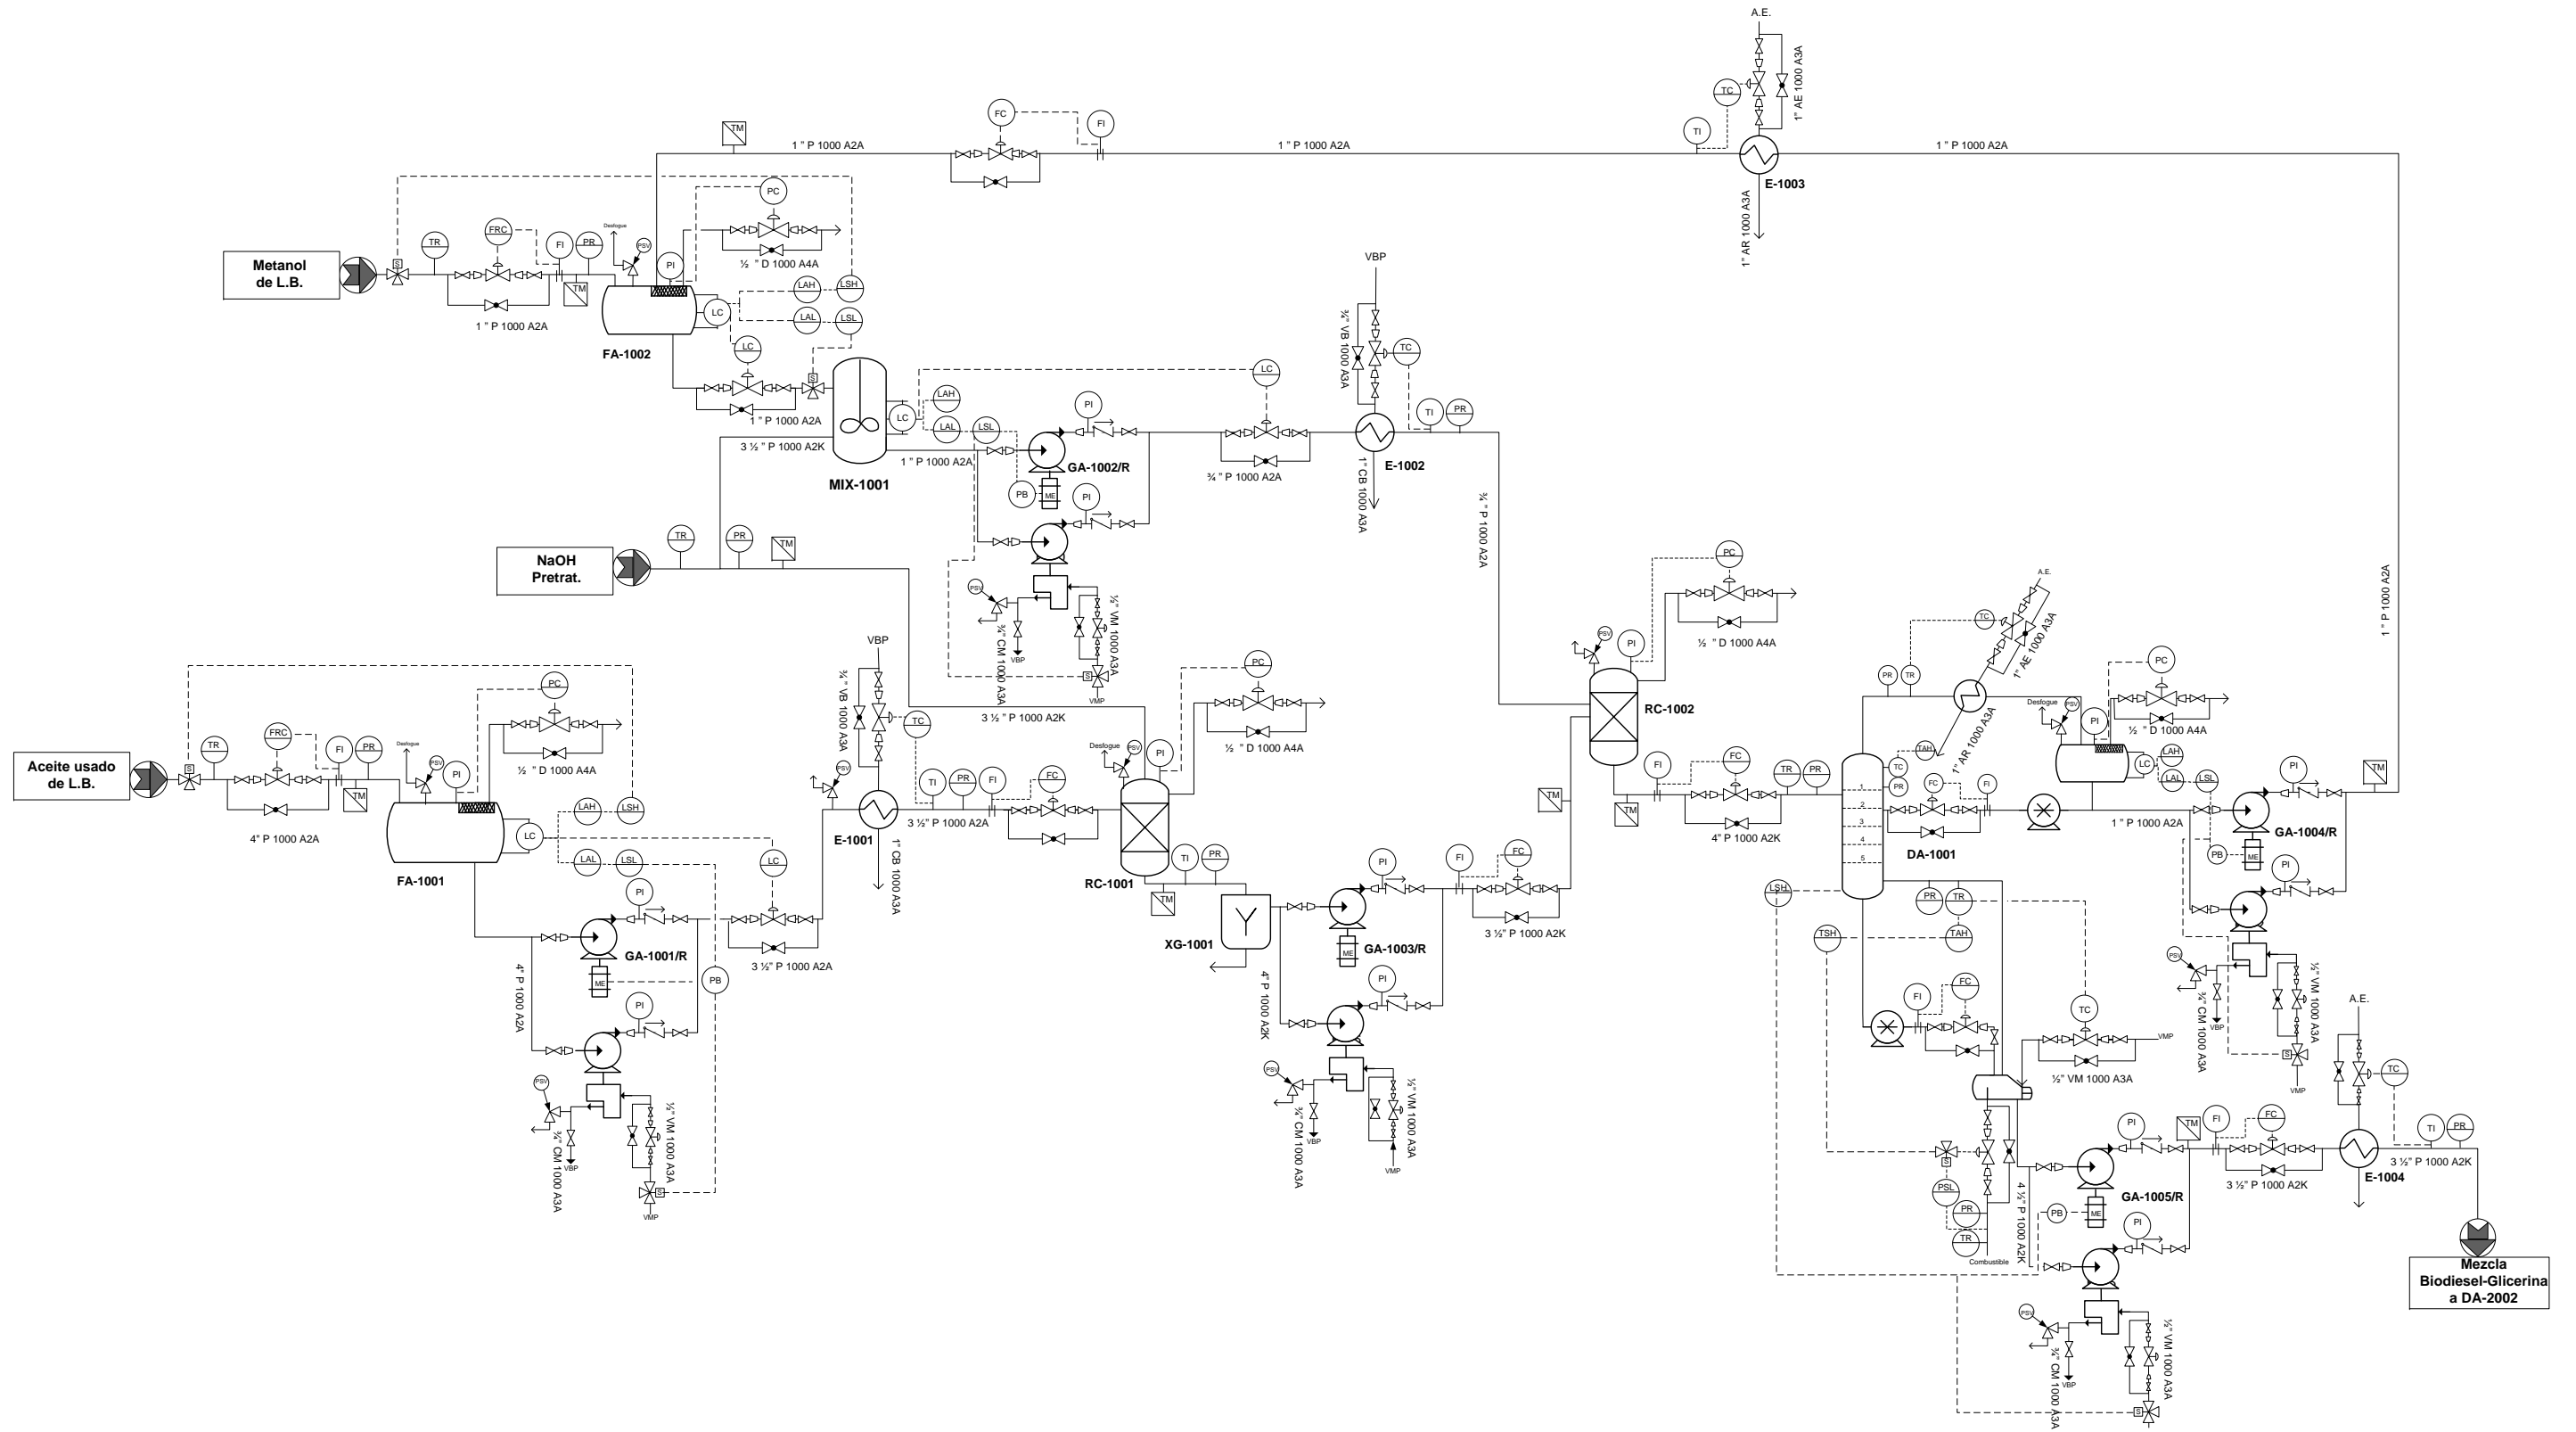 A.E.
TC
1" AE 1000 A3A
TM
1 " P 1000 A2A
FC
FI
1 " P 1000 A2A
TI
E-1003
1 " P 1000 A2A
1" AR 1000 A3A
Metanol
de L.B.
S
TR
FRC
FI
PR
TM
1 " P 1000 A2A
Desfogue
PSV
PI
PC
½ " D 1000 A4A
LC
LAH
LSH
LAL
LSL
FA-1002
LC
S
1 " P 1000 A2A
3 ½ " P 1000 A2K
MIX-1001
LC
LAH
LAL
LSL
1 " P 1000 A2A
PI
GA-1002/R
PB
ME
PI
LC
¾ " P 1000 A2A
VBP
¾ " VB 1000 A3A
TC
TI
PR
E-1002
1" CB 1000 A3A
¾ " P 1000 A2A
NaOH
Pretrat.
TR
PR
TM
PSV
¾" CM 1000 A3A
VBP
½" VM 1000 A3A
S
VMP
3 ½ " P 1000 A2K
Aceite usado
de L.B.
S
TR
FRC
FI
PR
TM
4" P 1000 A2A
Desfogue
PSV
PI
PC
½ " D 1000 A4A
LC
LAH
LSH
LAL
LSL
FA-1001
PI
GA-1001/R
ME
PB
PI
4" P 1000 A2A
LC
3 ½" P 1000 A2A
PSV
¾" CM 1000 A3A
VBP
½" VM 1000 A3A
S
VMP
VBP
¾ " VB 1000 A3A
PSV
TC
E-1001
1" CB 1000 A3A
TI
PR
FI
FC
3 ½" P 1000 A2A
Desfogue
PSV
PI
PC
½ " D 1000 A4A
RC-1001
TM
TI
PR
XG-1001
4" P 1000 A2K
PI
GA-1003/R
ME
PI
FI
FC
3 ½" P 1000 A2K
PSV
¾" CM 1000 A3A
VBP
½" VM 1000 A3A
VMP
TM
PSV
PI
PC
½ " D 1000 A4A
RC-1002
TM
FI
FC
4" P 1000 A2K
TR
PR
A.E.
TC
1" AE 1000 A3A
PR
TR
1" AR 1000 A3A
TAH
TC
PR
1
2
3
4
5
DA-1001
FC
FI
Desfogue
PSV
PI
PC
½ " D 1000 A4A
LC
LAH
LAL
LSL
1 " P 1000 A2A
PI
GA-1004/R
PB
ME
PI
TM
1 " P 1000 A2A
PSV
¾" CM 1000 A3A
VBP
½" VM 1000 A3A
S
VMP
LSH
PR
TR
TSH
TAH
FI
FC
TC
VMP
½" VM 1000 A3A
S
PSL
PR
TR
Combustible
4 ½" P 1000 A2K
PI
GA-1005/R
PB
ME
PI
TM
FI
FC
3 ½" P 1000 A2K
A.E.
TC
E-1004
TI
PR
3 ½" P 1000 A2K
Mezcla
Biodiesel-Glicerina
a DA-2002
PSV
¾" CM 1000 A3A
VBP
½" VM 1000 A3A
S